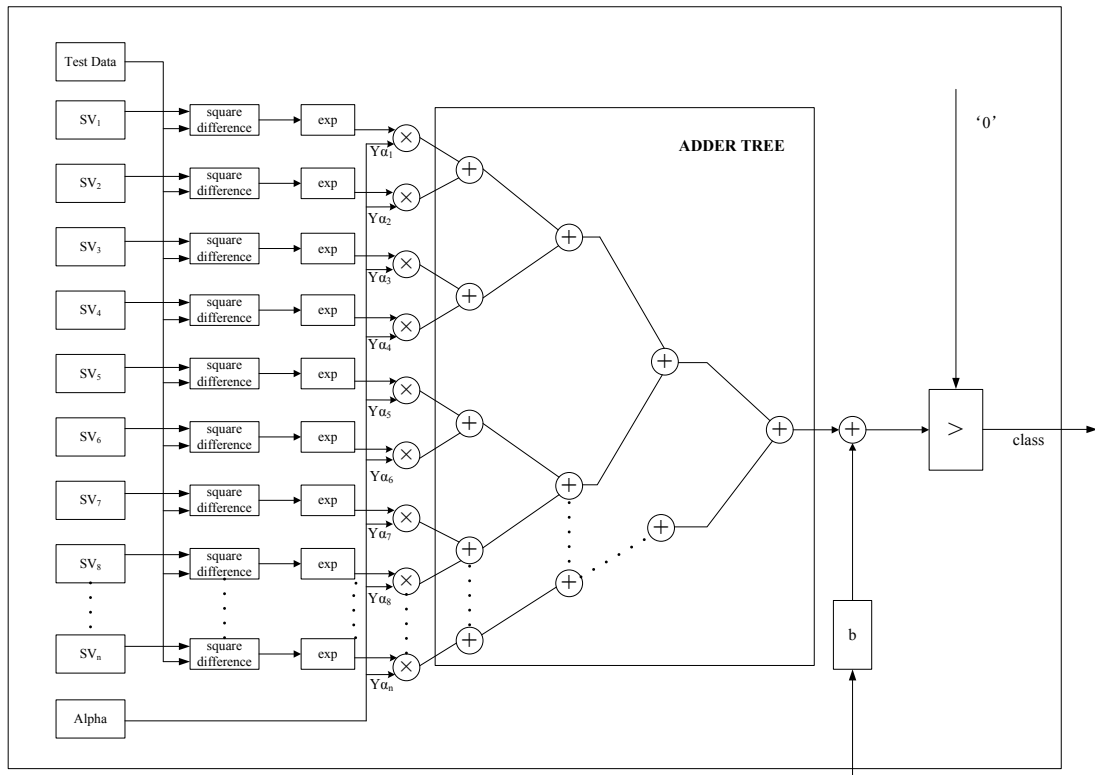 Test Data
SV₁
square
difference
exp
×
Yα₁
+
ADDER TREE
‘0’
SV₂
square
difference
exp
×
Yα₂
+
SV₃
square
difference
exp
×
Yα₃
+
SV₄
square
difference
exp
×
Yα₄
+
SV₅
square
difference
exp
×
Yα₅
+
+
+
>
class
SV₆
square
difference
exp
×
Yα₆
+
SV₇
square
difference
exp
×
Yα₇
+
+
SV₈
square
difference
exp
×
Yα₈
+
b
SVₙ
square
difference
exp
×
Yαₙ
+
Alpha